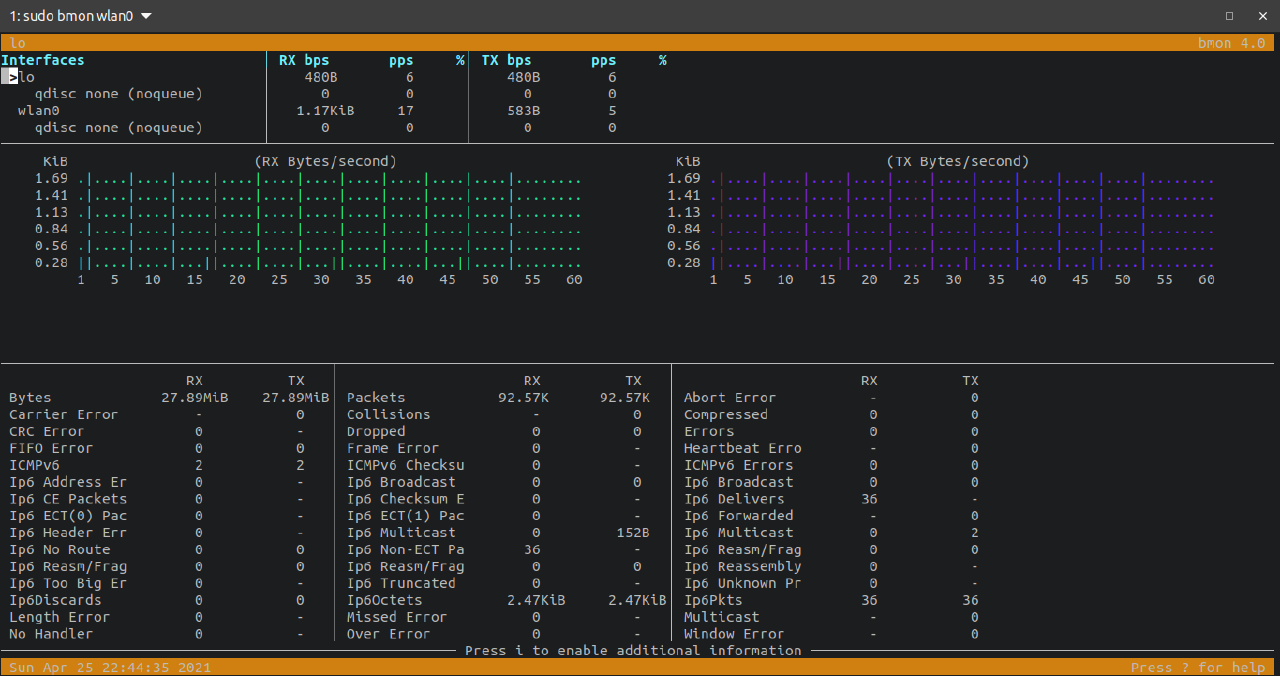 1: sudo bmon wlan0
lo bmon 4.0
Interfaces RX bps pps % TX bps pps %
>lo 480B 6 480B 6
qdisc none (noqueue) 0 0 0 0
wlan0 1.17KiB 17 583B 5
qdisc none (noqueue) 0 0 0 0
KiB (RX Bytes/second) KiB (TX Bytes/second)
1.69 .|....|....|....|....|....|....|....|....|....|........ 1.69 .|....|....|....|....|....|....|....|....|....|........
1.41 .|....|....|....|....|....|....|....|....|....|........ 1.41 .|....|....|....|....|....|....|....|....|....|........
1.13 .|....|....|....|....|....|....|....|....|....|........ 1.13 .|....|....|....|....|....|....|....|....|....|........
0.84 .|....|....|....|....|....|....|....|....|....|........ 0.84 .|....|....|....|....|....|....|....|....|....|........
0.56 .|....|....|....|....|....|....|....|....|....|........ 0.56 .|....|....|....|....|....|....|....|....|....|........
0.28 ||....|....|...||....|....|...||....|....|...||....|........ 0.28 ||....|....|...||....|....|...||....|....|...||....|........
1 5 10 15 20 25 30 35 40 45 50 55 60 1 5 10 15 20 25 30 35 40 45 50 55 60
RX TX RX TX RX TX
Bytes 27.89MiB 27.89MiB Packets 92.57K 92.57K Abort Error - 0
Carrier Error - 0 Collisions - 0 Compressed 0 0
CRC Error 0 - Dropped 0 0 Errors 0 0
FIFO Error 0 0 Frame Error 0 - Heartbeat Erro - 0
ICMPv6 2 2 ICMPv6 Checksu 0 - ICMPv6 Errors 0 0
Ip6 Address Er 0 - Ip6 Broadcast 0 0 Ip6 Broadcast 0 0
Ip6 CE Packets 0 - Ip6 Checksum E 0 - Ip6 Delivers 36 -
Ip6 ECT(0) Pac 0 - Ip6 ECT(1) Pac 0 - Ip6 Forwarded - 0
Ip6 Header Err 0 - Ip6 Multicast 0 152B Ip6 Multicast 0 2
Ip6 No Route 0 0 Ip6 Non-ECT Pa 36 - Ip6 Reasm/Frag 0 0
Ip6 Reasm/Frag 0 0 Ip6 Reasm/Frag 0 0 Ip6 Reassembly 0 -
Ip6 Too Big Er 0 - Ip6 Truncated 0 - Ip6 Unknown Pr 0 -
Ip6Discards 0 0 Ip6Octets 2.47KiB 2.47KiB Ip6Pkts 36 36
Length Error 0 - Missed Error 0 - Multicast - 0
No Handler 0 - Over Error 0 - Window Error - 0
Press i to enable additional information
Sun Apr 25 22:44:35 2021 Press ? for help